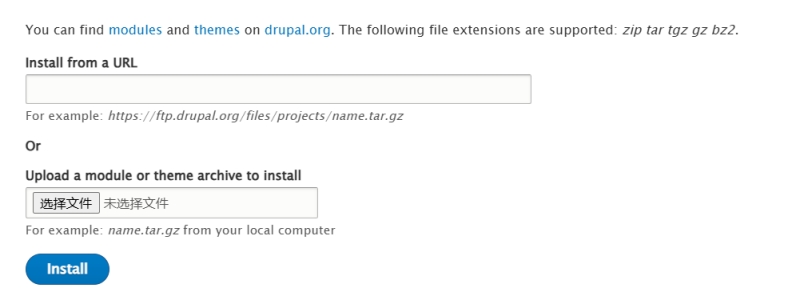 You can find modules and themes on drupal.org. The following file extensions are supported: zip tar tgz gz bz2.
Install from a URL
For example: https://ftp.drupal.org/files/projects/name.tar.gz
Or
Upload a module or theme archive to install
选择文件 未选择文件
For example: name.tar.gz from your local computer
Install